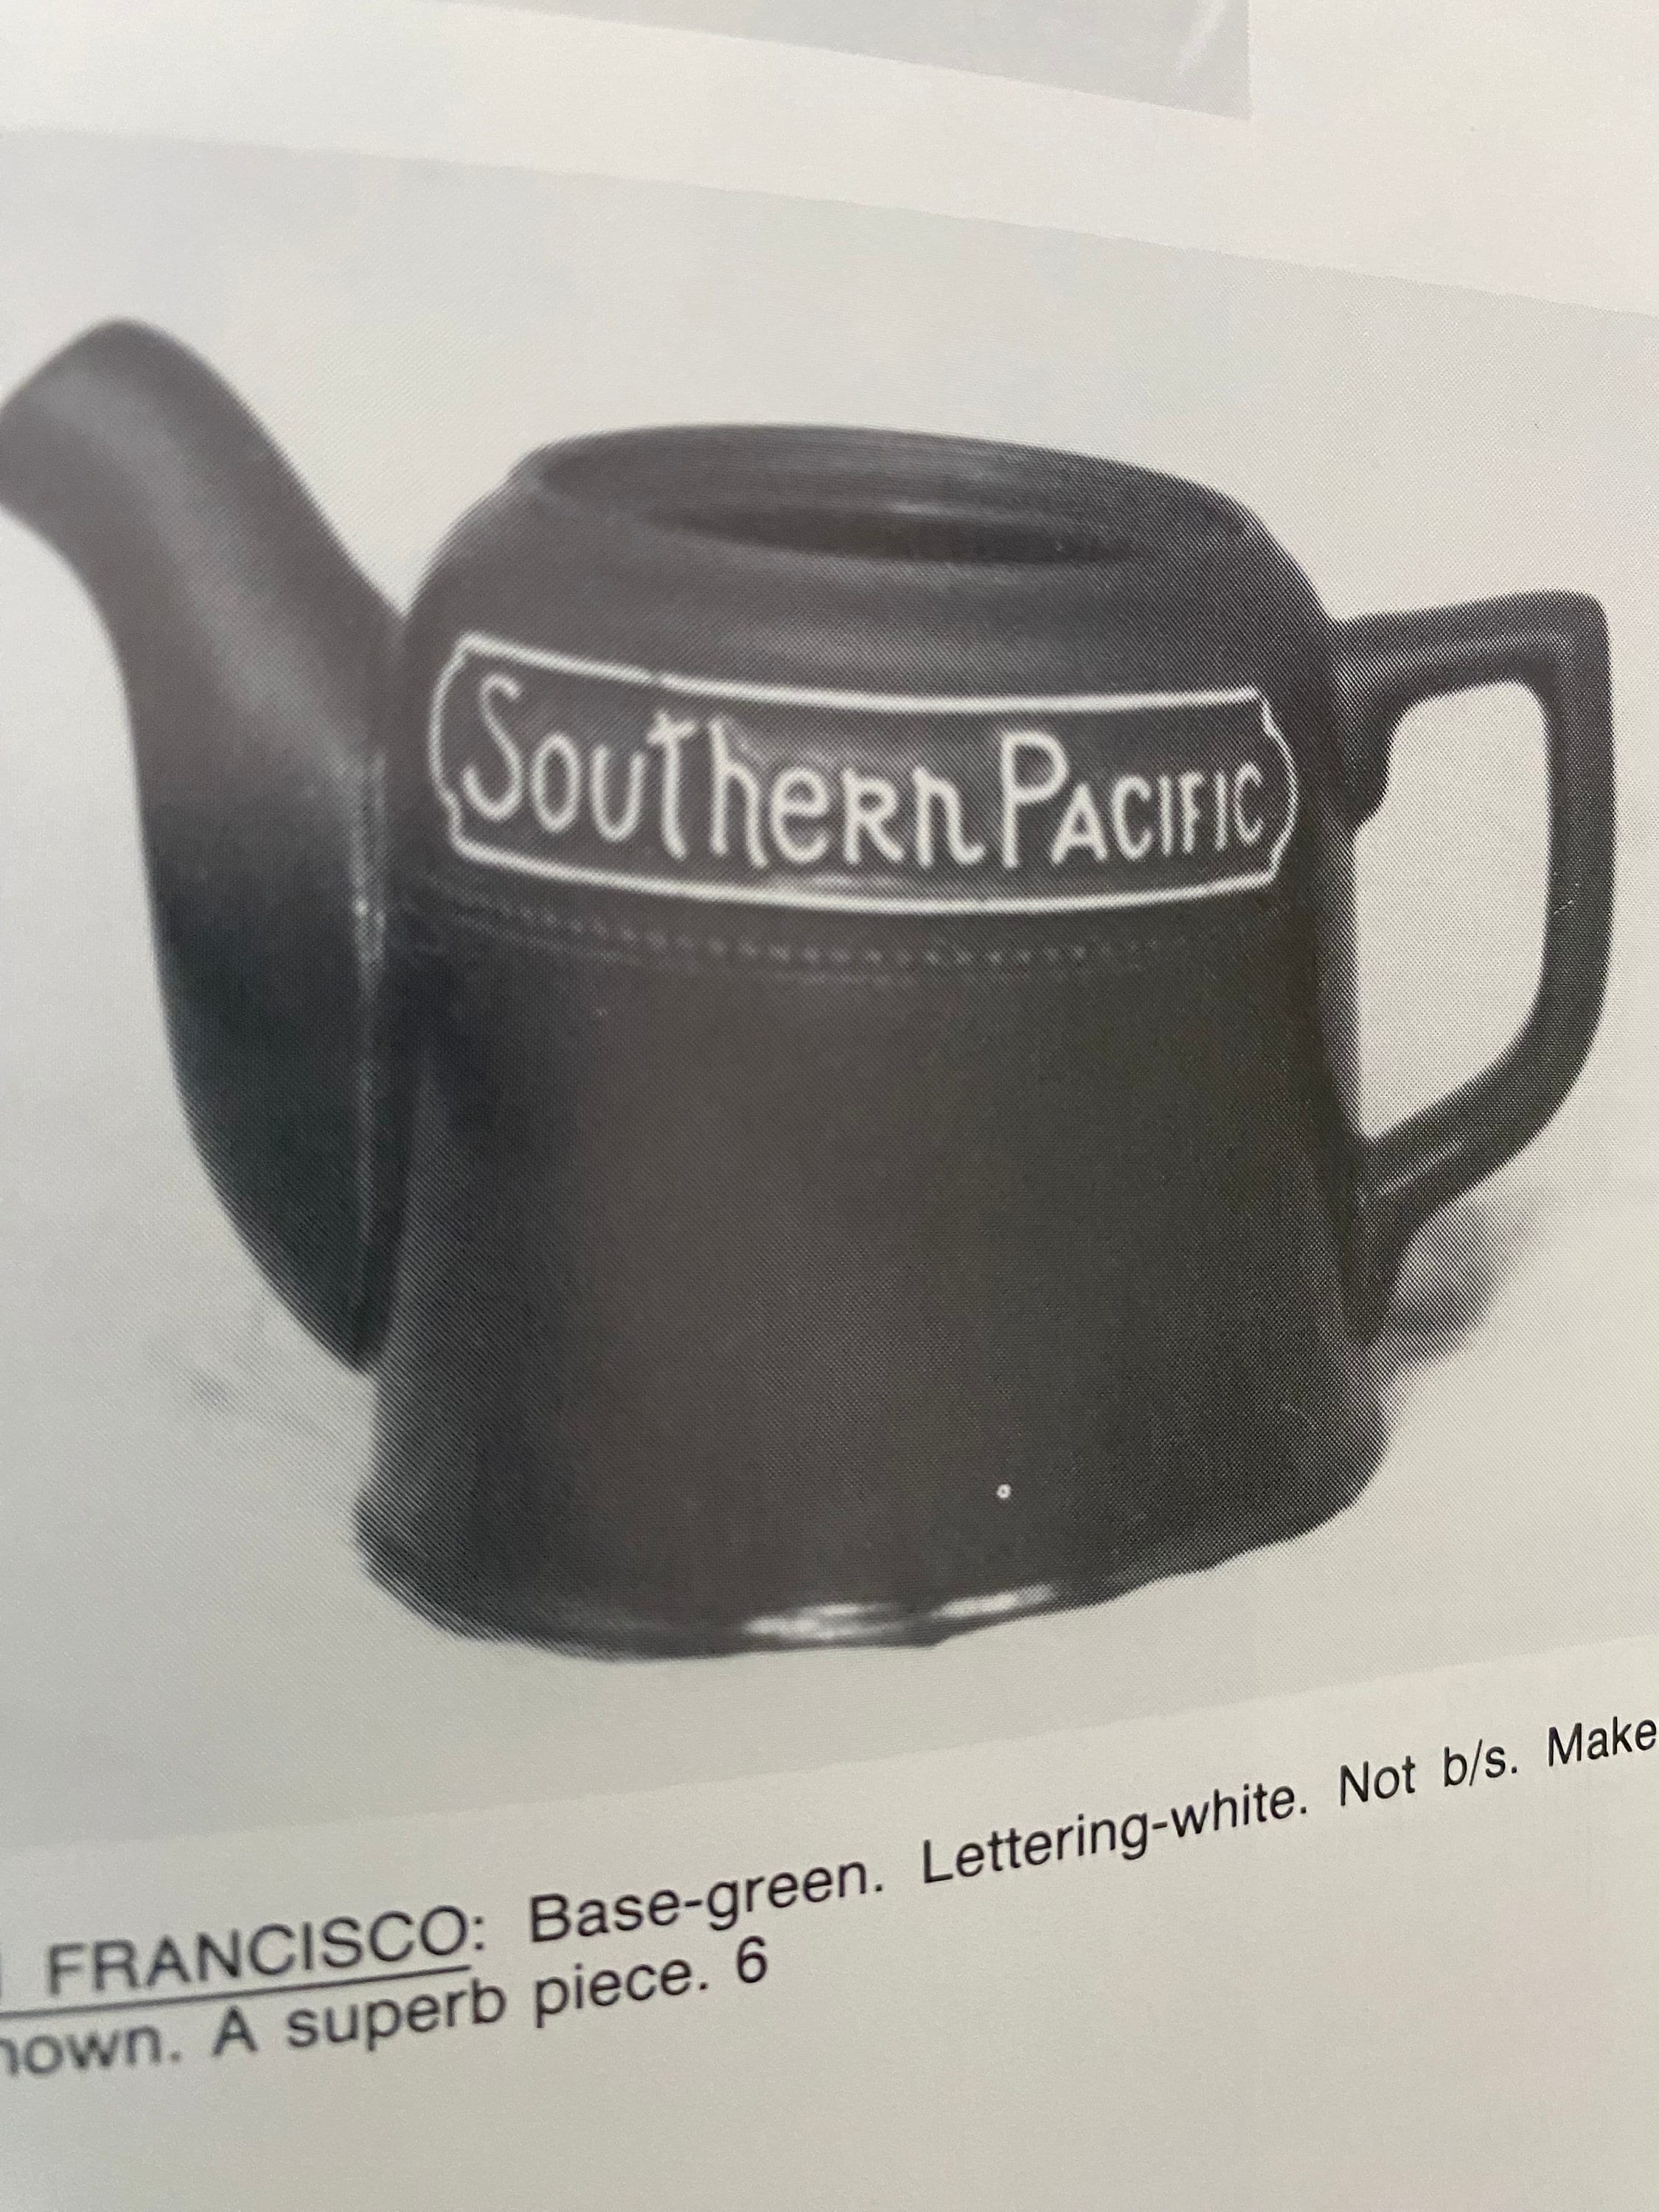 Southern Pacific
FRANCISCO: Base-green. Lettering-white. Not b/s. Make
nown. A superb piece. 6